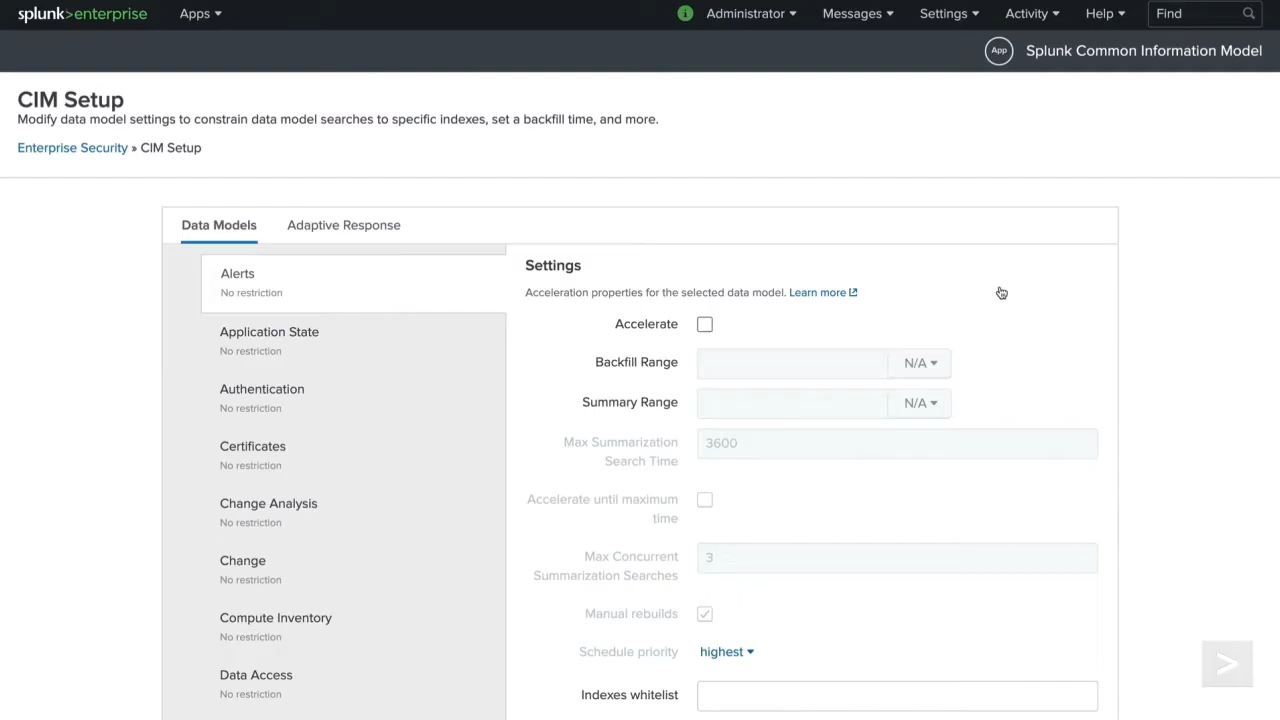 splunk>enterprise Apps i Administrator Messages Settings Activity Help Find
App Splunk Common Information Model
CIM Setup
Modify data model settings to constrain data model searches to specific indexes, set a backfill time, and more.
Enterprise Security » CIM Setup
Data Models Adaptive Response
Alerts
No restriction
Application State
No restriction
Authentication
No restriction
Certificates
No restriction
Change Analysis
No restriction
Change
No restriction
Compute Inventory
No restriction
Data Access
No restriction
Settings
Acceleration properties for the selected data model. Learn more
Accelerate
Backfill Range N/A
Summary Range N/A
Max Summarization
Search Time
3600
Accelerate until maximum
time
Max Concurrent
Summarization Searches
3
Manual rebuilds
Schedule priority highest
Indexes whitelist
>